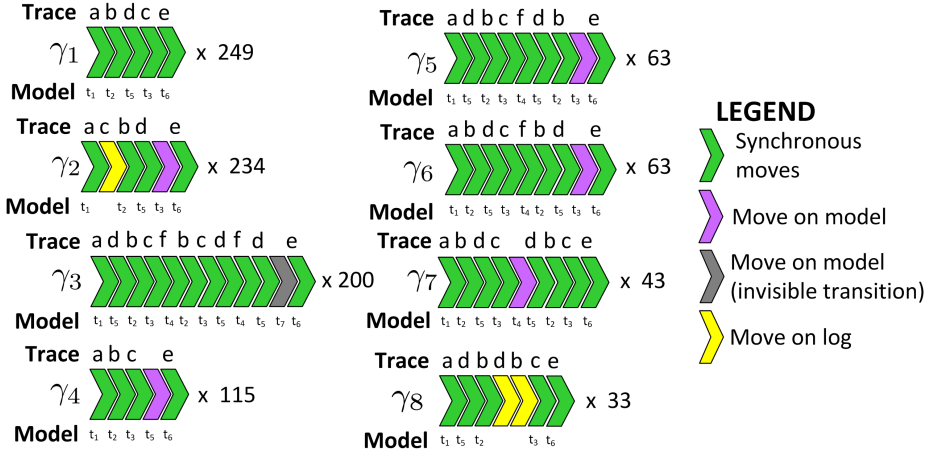 Trace a b d c e
γ1 x 249
Model t1 t2 t5 t3 t6
Trace a c b d e
γ2 x 234
Model t1 t2 t5 t3 t6
Trace a d b c f b c d f d e
γ3 x 200
Model t1 t5 t2 t3 t4 t2 t3 t5 t4 t5 t7 t6
Trace a b c e
γ4 x 115
Model t1 t2 t3 t5 t6
Trace a d b c f d b e
γ5 x 63
Model t1 t5 t2 t3 t4 t5 t2 t3 t6
Trace a b d c f b d e
γ6 x 63
Model t1 t2 t5 t3 t4 t2 t5 t3 t6
Trace a b d c d b c e
γ7 x 43
Model t1 t2 t5 t3 t4 t5 t2 t3 t6
Trace a d b d b c e
γ8 x 33
Model t1 t5 t2 t3 t6
LEGEND
Synchronous
moves
Move on model
Move on model
(invisible transition)
Move on log